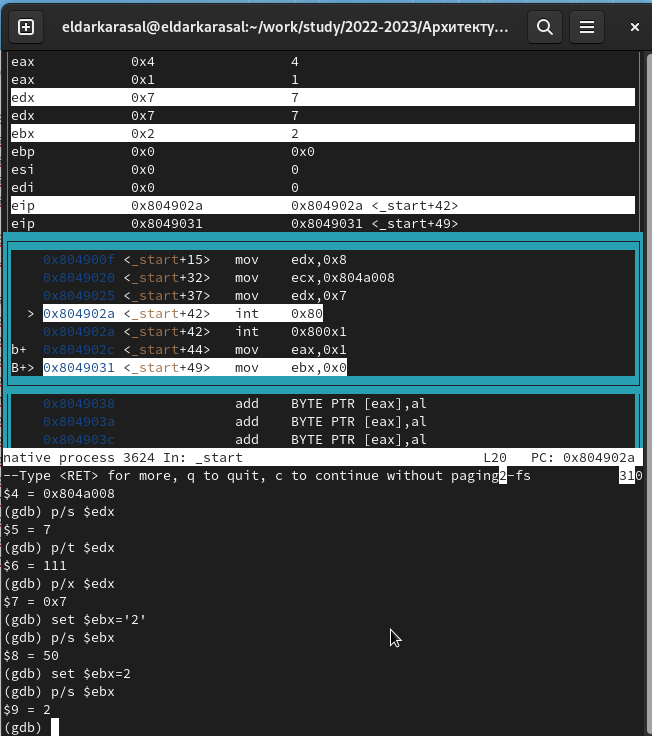 eldarkarasal@eldarkarasal:~/work/study/2022-2023/Архитекту...
eax 0x4 4
eax 0x1 1
edx 0x7 7
edx 0x7 7
ebx 0x2 2
ebp 0x0 0x0
esi 0x0 0
edi 0x0 0
eip 0x804902a 0x804902a <_start+42>
eip 0x8049031 0x8049031 <_start+49>
0x804900f <_start+15> mov edx,0x8
0x8049020 <_start+32> mov ecx,0x804a008
0x8049025 <_start+37> mov edx,0x7
> 0x804902a <_start+42> int 0x80
0x804902a <_start+42> int 0x800x1
b+ 0x804902c <_start+44> mov eax,0x1
B+> 0x8049031 <_start+49> mov ebx,0x0
0x8049038 add BYTE PTR [eax],al
0x804903a add BYTE PTR [eax],al
0x804903c add BYTE PTR [eax],al
native process 3624 In: _start L20 PC: 0x804902a
--Type <RET> for more, q to quit, c to continue without paging2-fs 310
$4 = 0x804a008
(gdb) p/s $edx
$5 = 7
(gdb) p/t $edx
$6 = 111
(gdb) p/x $edx
$7 = 0x7
(gdb) set $ebx='2'
(gdb) p/s $ebx
$8 = 50
(gdb) set $ebx=2
(gdb) p/s $ebx
$9 = 2
(gdb)